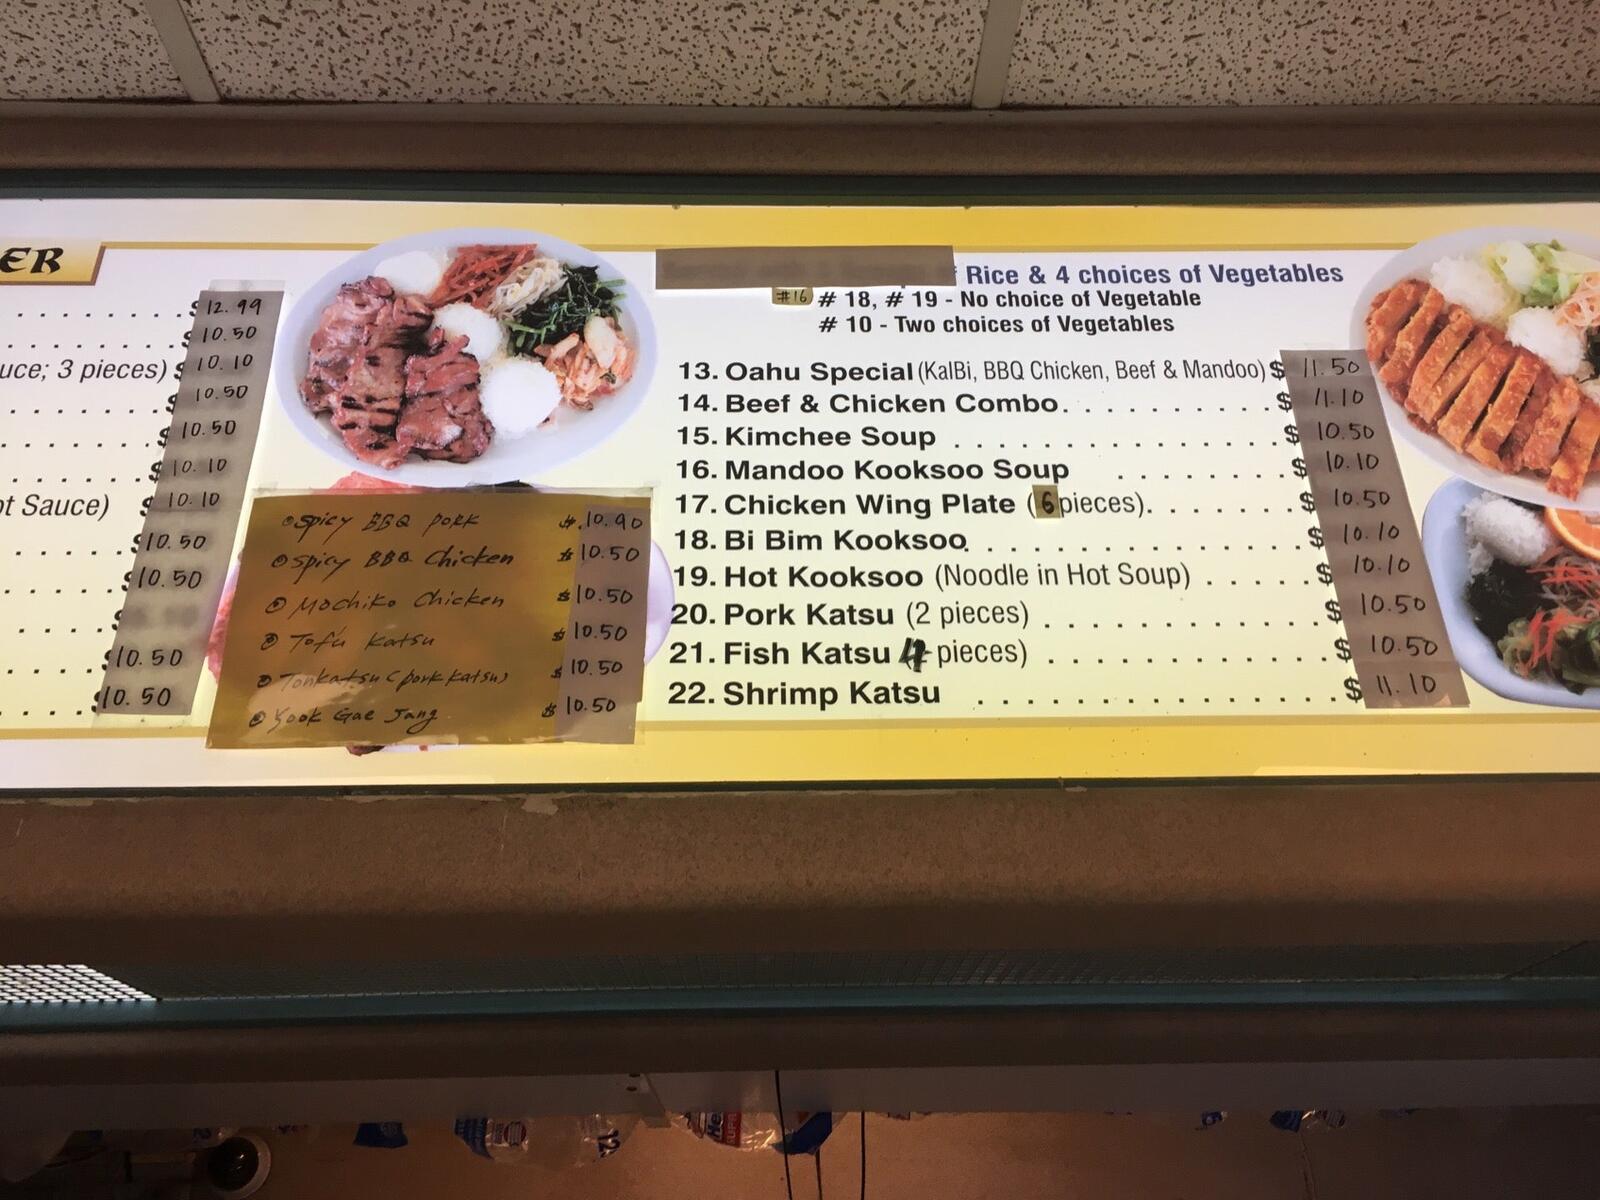 ER
$ 12.99
10.50
uce; 3 pieces) $ 10.10
10.50
$ 10.50
$ 10.10
ot Sauce) $ 10.10
$10.50
$10.50
$10.50
$10.50
Spicy BBQ pork $.10.90
Spicy BBQ Chicken $10.50
Mochiko Chicken $10.50
Tofu Katsu $10.50
Tonkatsu (pork katsu) $10.50
Yook Gae Jang $10.50
Rice & 4 choices of Vegetables
#16 # 18, # 19 - No choice of Vegetable
# 10 - Two choices of Vegetables
13. Oahu Special (KalBi, BBQ Chicken, Beef & Mandoo) $ 11.50
14. Beef & Chicken Combo. . . . . . . . . . $ 11.10
15. Kimchee Soup . . . . . . . . . . . . . . . $ 10.50
16. Mandoo Kooksoo Soup . . . . . . . $ 10.10
17. Chicken Wing Plate (6 pieces). . . . . . . $ 10.50
18. Bi Bim Kooksoo. . . . . . . . . . . . . . . $ 10.10
19. Hot Kooksoo (Noodle in Hot Soup) . . . . . $ 10.10
20. Pork Katsu (2 pieces) . . . . . . . . . . . . $ 10.50
21. Fish Katsu 4 pieces) . . . . . . . . . . . . $ 10.50
22. Shrimp Katsu . . . . . . . . . . . . . . . $ 11.10